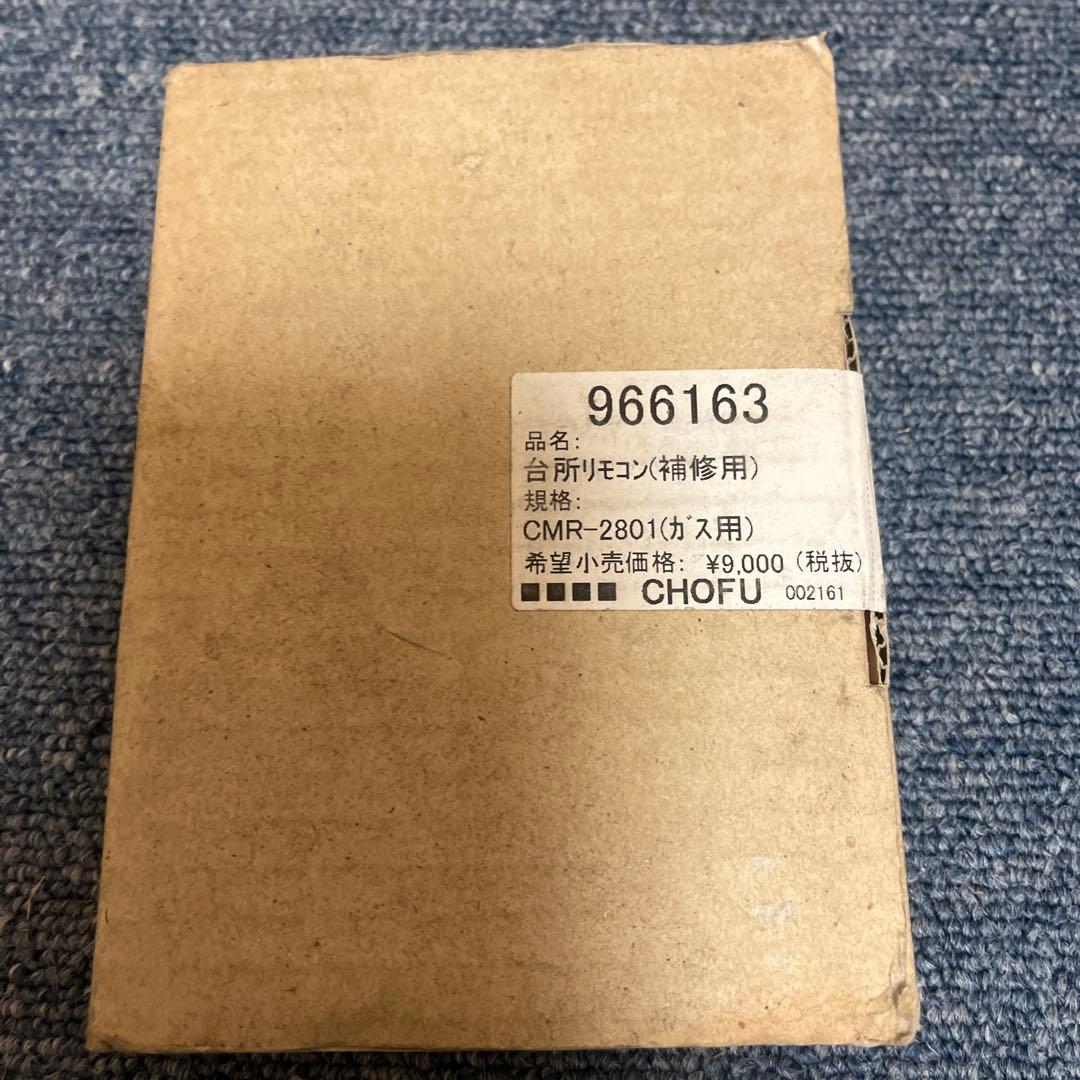 966163
品名:
台所リモコン(補修用)
規格:
CMR-2801(ガス用)
希望小売価格: ¥9,000 (税抜)
■■■■ CHOFU 002161